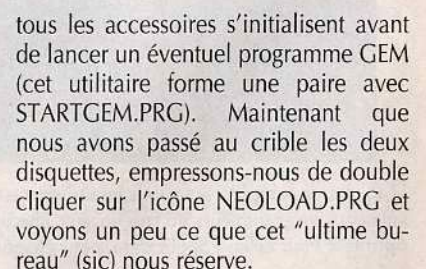 tous les accessoires s'initialisent avant
de lancer un éventuel programme GEM
(cet utilitaire forme une paire avec
STARTGEM.PRG). Maintenant que
nous avons passé au crible les deux
disquettes, empressons-nous de double
cliquer sur l'icône NEOLOAD.PRG et
voyons un peu ce que cet "ultime bu-
reau" (sic) nous réserve.